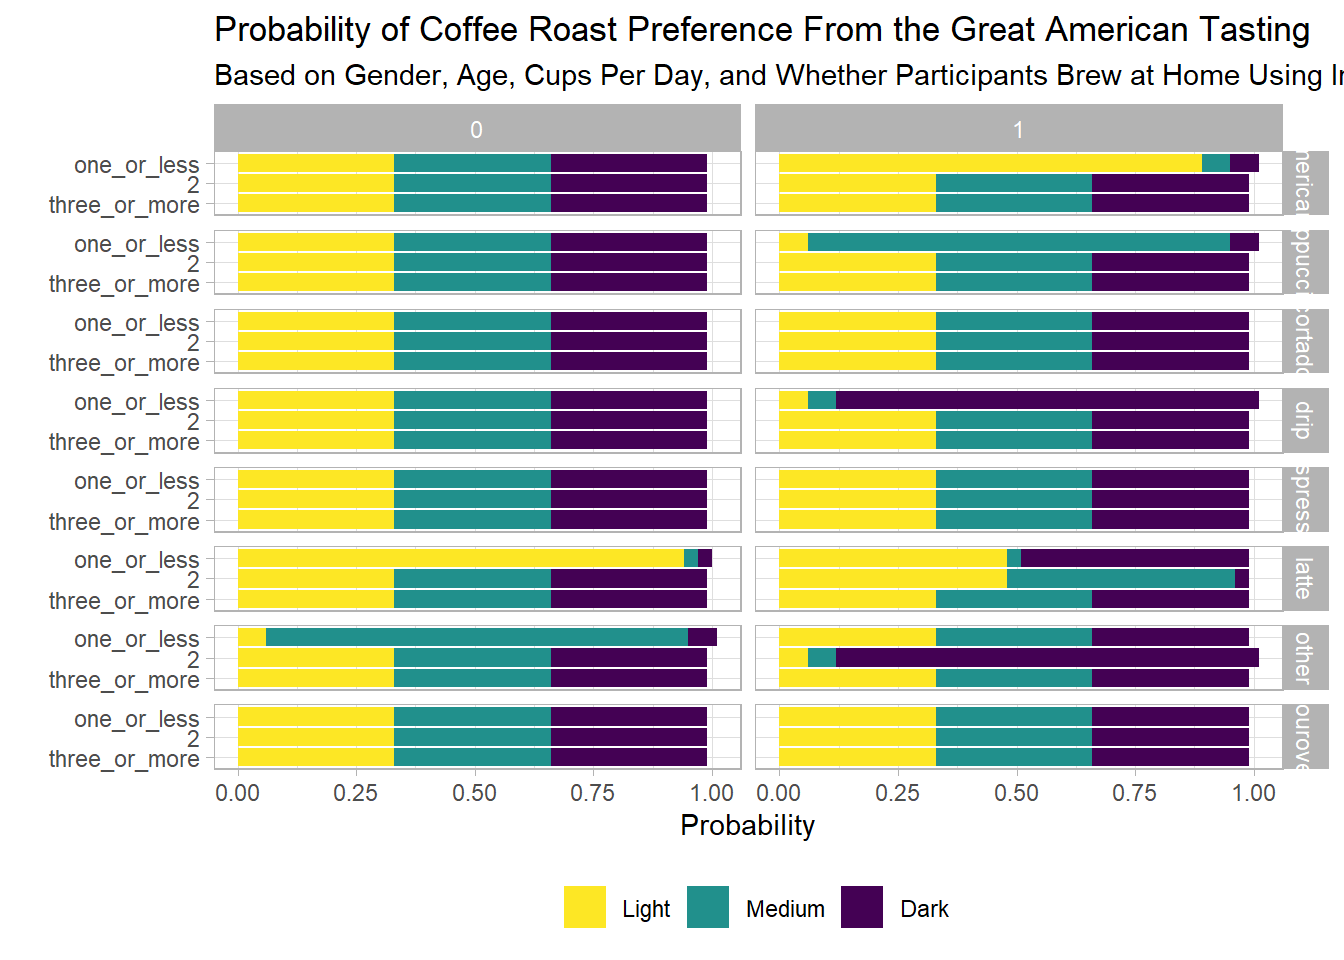 Probability of Coffee Roast Preference From the Great American Tasting
Based on Gender, Age, Cups Per Day, and Whether Participants Brew at Home Using
0 1
one_or_less
2
three_or_more
one_or_less
2
three_or_more
one_or_less
2
three_or_more
one_or_less
2
three_or_more
drip
one_or_less
2
three_or_more
one_or_less
2
three_or_more
latte
one_or_less
2
three_or_more
other
one_or_less
2
three_or_more
0.00 0.25 0.50 0.75 1.00 0.00 0.25 0.50 0.75 1.00
Probability
Light Medium Dark